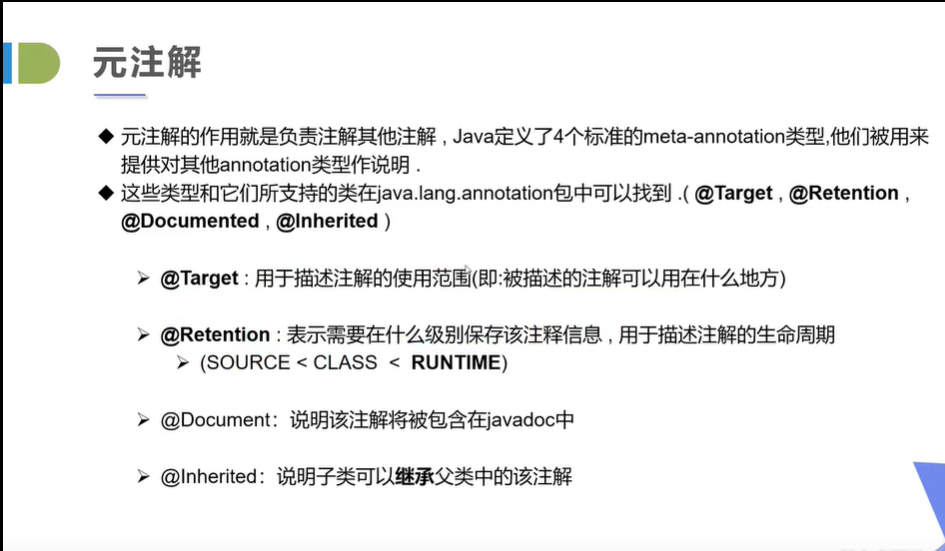 元注解
◆ 元注解的作用就是负责注解其他注解 , Java定义了4个标准的meta-annotation类型,他们被用来
提供对其他annotation类型作说明 .
◆ 这些类型和它们所支持的类在java.lang.annotation包中可以找到 .( @Target , @Retention ,
@Documented , @Inherited )
➢ @Target : 用于描述注解的使用范围(即:被描述的注解可以用在什么地方)
➢ @Retention : 表示需要在什么级别保存该注释信息 , 用于描述注解的生命周期
➢ (SOURCE < CLASS < RUNTIME)
➢ @Document：说明该注解将被包含在javadoc中
➢ @Inherited：说明子类可以继承父类中的该注解